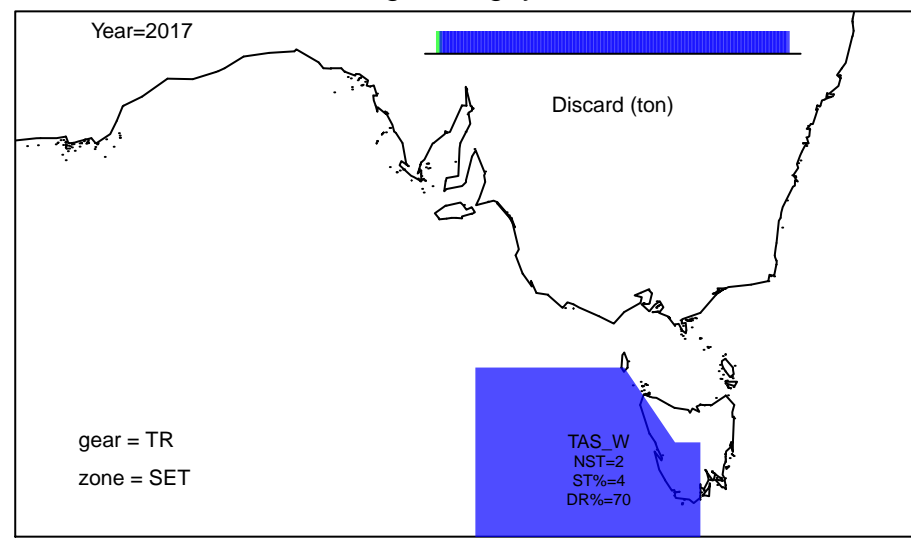 Year=2017
Discard (ton)
gear = TR
zone = SET
TAS_W
NST=2
ST%=4
DR%=70